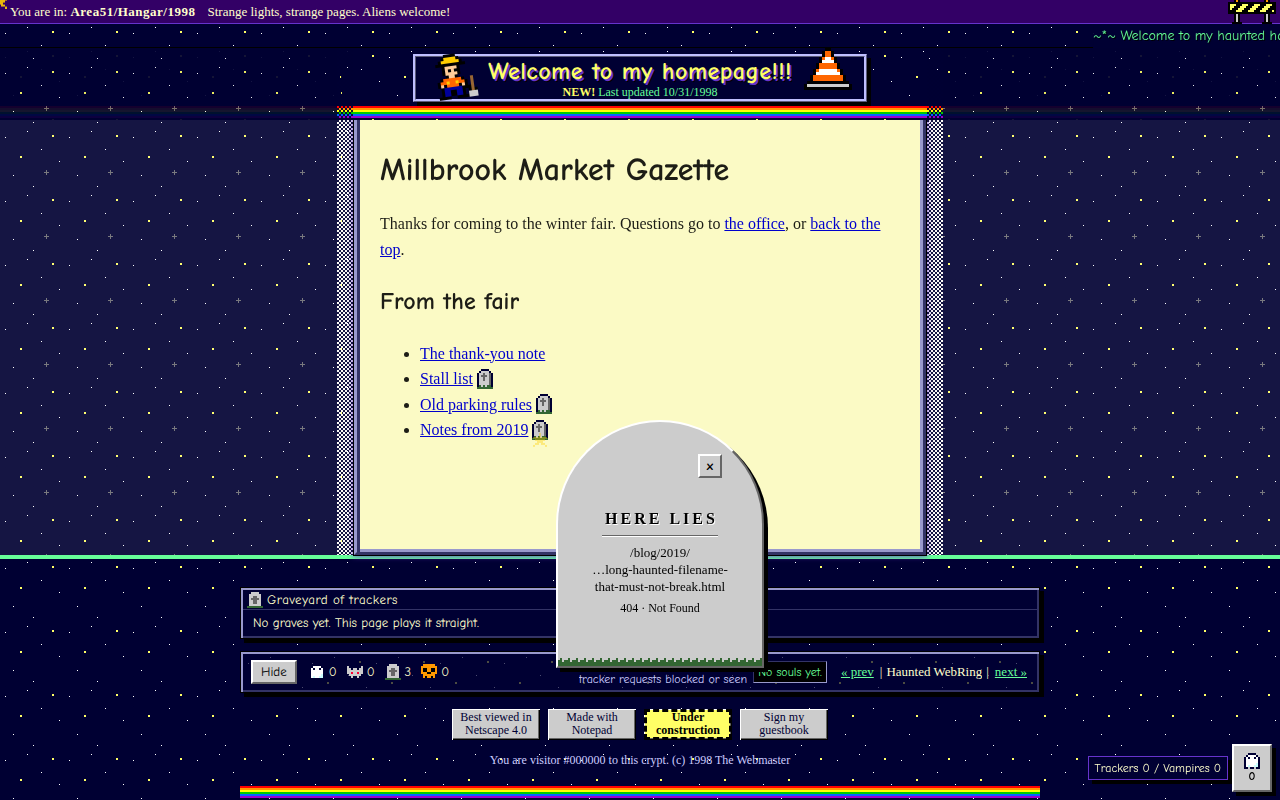 You are in: Area51/Hangar/1998 Strange lights, strange pages. Aliens welcome!
~*~ Welcome to my haunted
Welcome to my homepage!!!
NEW! Last updated 10/31/1998
Millbrook Market Gazette
Thanks for coming to the winter fair. Questions go to the office, or back to the
top.
From the fair
The thank-you note
Stall list
Old parking rules
Notes from 2019
×
HERE LIES
/blog/2019/
…long-haunted-filename-
that-must-not-break.html
404 · Not Found
Graveyard of trackers
No graves yet. This page plays it straight.
Hide 0 0 3 0
tracker requests blocked or seen No souls yet. « prev | Haunted WebRing | next »
Best viewed in
Netscape 4.0
Made with
Notepad
Under
construction
Sign my
guestbook
You are visitor #000000 to this crypt. (c) 1998 The Webmaster
Trackers 0 / Vampires 0
0